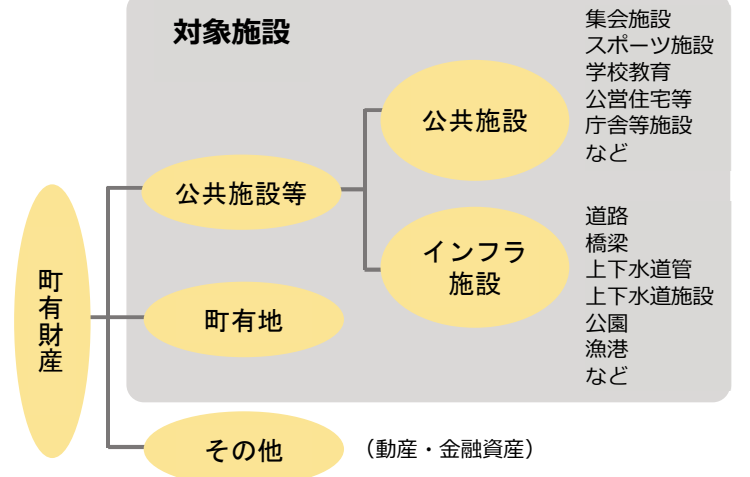 対象施設
町有財産
公共施設等
町有地
その他
(動産・金融資産)
公共施設
集会施設
スポーツ施設
学校教育
公営住宅等
庁舎等施設
など
インフラ
施設
道路
橋梁
上下水道管
上下水道施設
公園
漁港
など